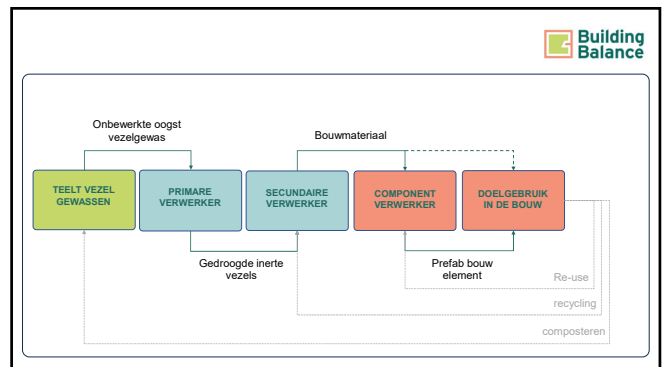 Building
Balance
Onbewerkte oogst
vezelgewas
Bouwmateriaal
TEELT VEZEL
GEWASSEN
PRIMARE
VERWERKER
SECUNDAIRE
VERWERKER
COMPONENT
VERWERKER
DOELGEBRUIK
IN DE BOUW
Gedroogde inerte
vezels
Prefab bouw
element
Re-use
recycling
composteren